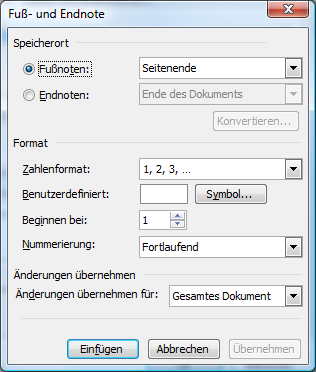 Fuß- und Endnote
Speicherort
Fußnoten: Seitenende
Endnoten: Ende des Dokuments
Konvertieren...
Format
Zahlenformat: 1, 2, 3, ...
Benutzerdefiniert: Symbol...
Beginnen bei: 1
Nummerierung: Fortlaufend
Änderungen übernehmen
Änderungen übernehmen für: Gesamtes Dokument
Einfügen Abbrechen Übernehmen